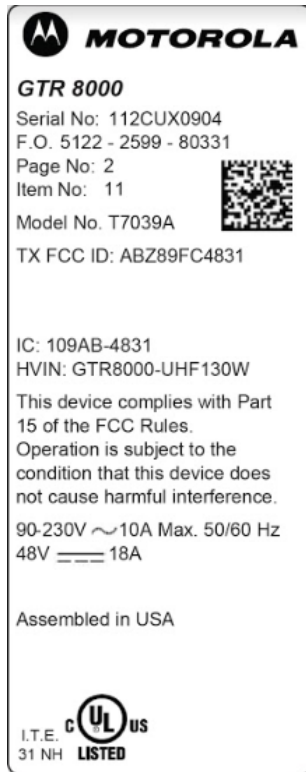 MOTOROLA
GTR 8000
Serial No: 112CUX0904
F.O. 5122 - 2599 - 80331
Page No: 2
Item No: 11
Model No. T7039A
TX FCC ID: ABZ89FC4831
IC: 109AB-4831
HVIN: GTR8000-UHF130W
This device complies with Part
15 of the FCC Rules.
Operation is subject to the
condition that this device does
not cause harmful interference.
90-230V ～10A Max. 50/60 Hz
48V ⎓ 18A
Assembled in USA
I.T.E.
31 NH
C UL US
LISTED